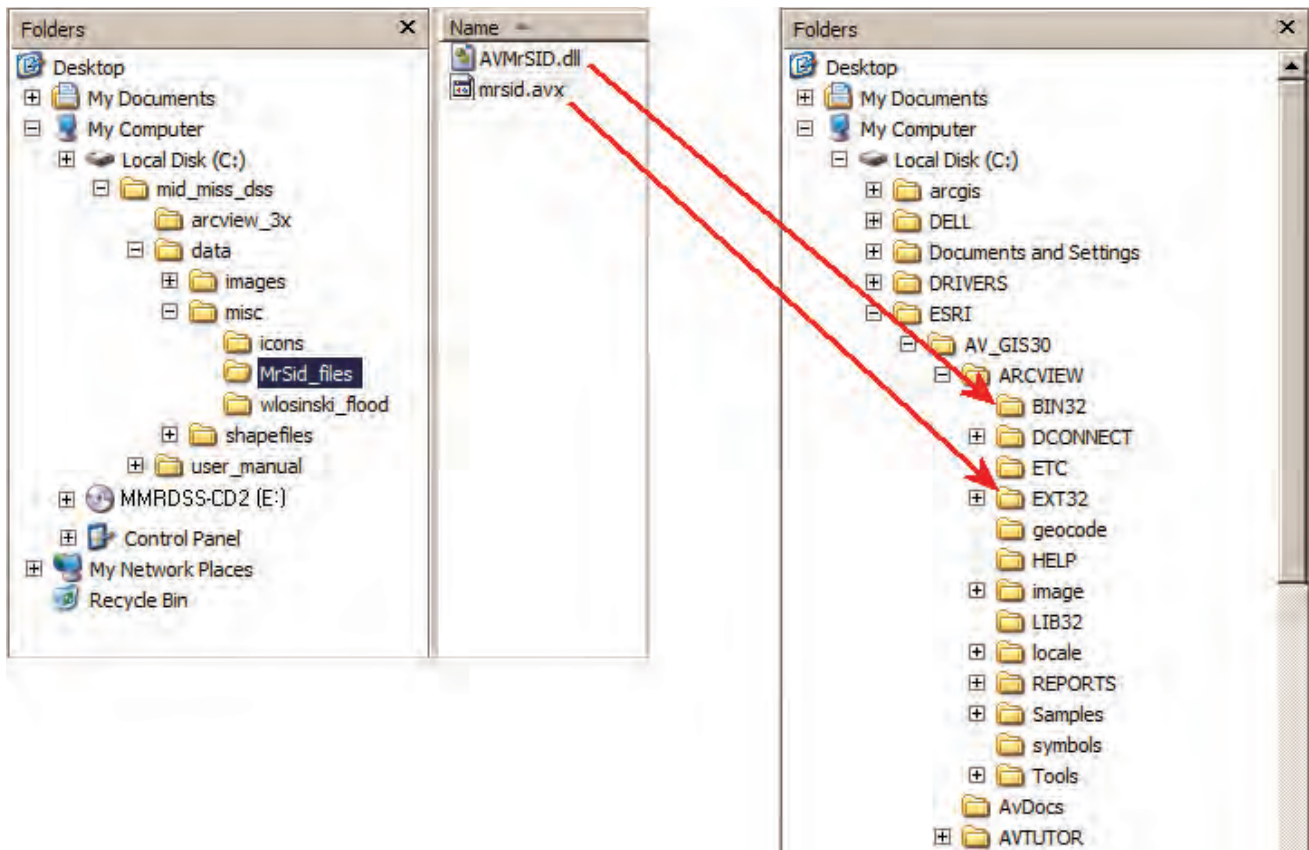 Folders
Desktop
My Documents
My Computer
Local Disk (C:)
mid_miss_dss
arcview_3x
data
images
misc
icons
MrSid_files
wlosinski_flood
shapefiles
user_manual
MMRDSS-CD2 (E:)
Control Panel
My Network Places
Recycle Bin
Name
AVMrSID.dll
mrsid.avx
Folders
Desktop
My Documents
My Computer
Local Disk (C:)
arcgis
DELL
Documents and Settings
DRIVERS
ESRI
AV_GIS30
ARCVIEW
BIN32
DCONNECT
ETC
EXT32
geocode
HELP
image
LIB32
locale
REPORTS
Samples
symbols
Tools
AvDocs
AVTUTOR